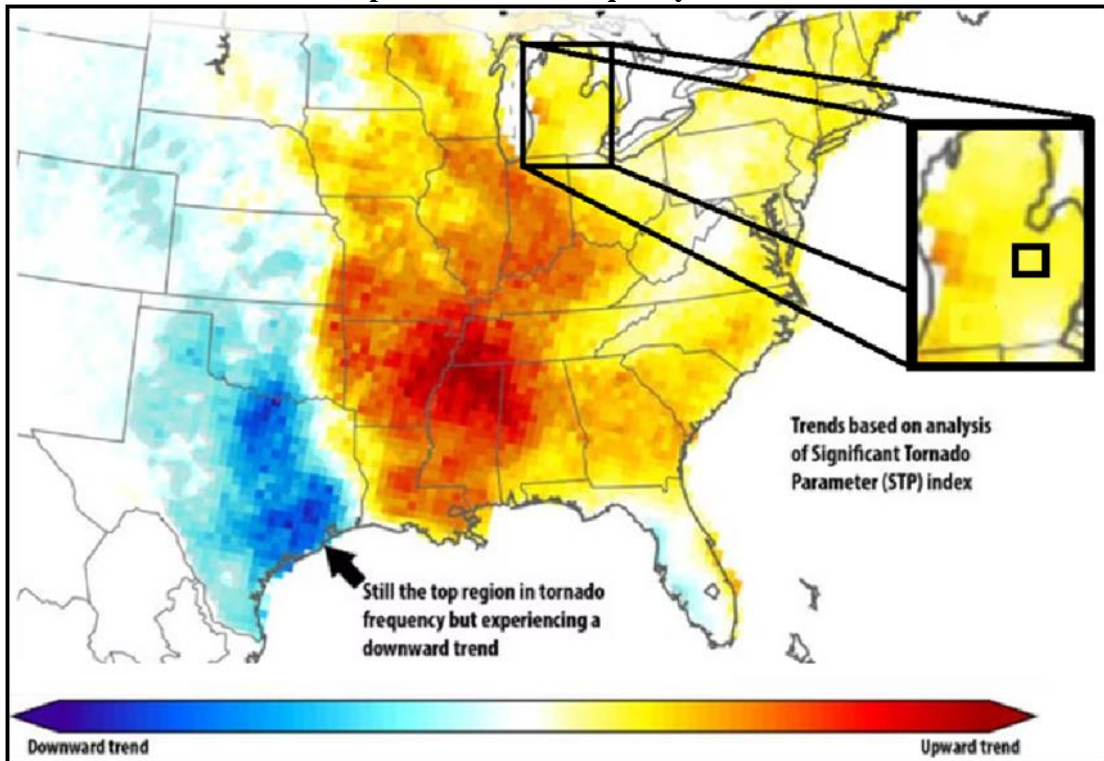 Trends based on analysis
of Significant Tornado
Parameter (STP) index
Still the top region in tornado
frequency but experiencing a
downward trend
Downward trend
Upward trend